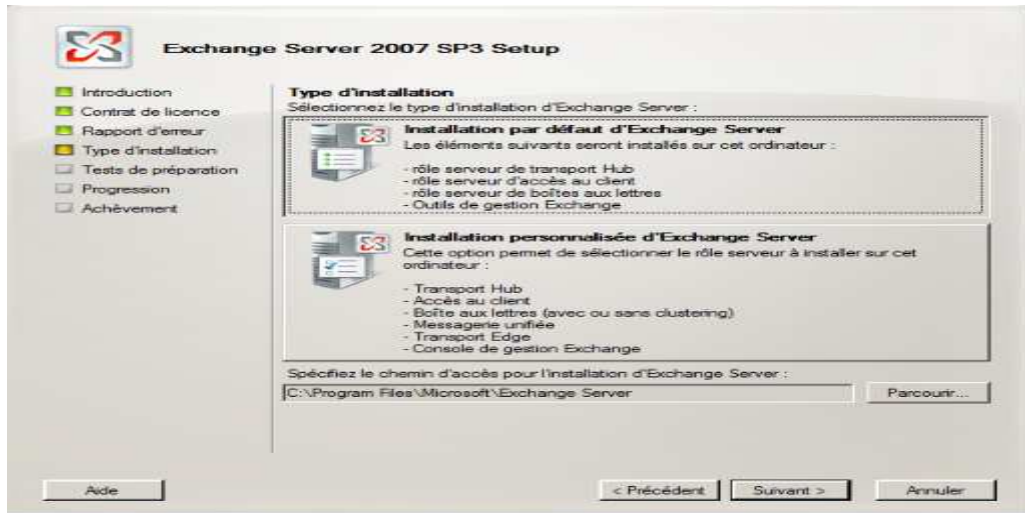 Exchange Server 2007 SP3 Setup
Introduction
Contrat de licence
Rapport d'erreur
Type d'installation
Tests de préparation
Progression
Achèvement
Type d'installation
Sélectionnez le type d'installation d'Exchange Server :
Installation par défaut d'Exchange Server
Les éléments suivants seront installés sur cet ordinateur :
- rôle serveur de transport Hub
- rôle serveur d'accès au client
- rôle serveur de boîtes aux lettres
- Outils de gestion Exchange
Installation personnalisée d'Exchange Server
Cette option permet de sélectionner le rôle serveur à installer sur cet
ordinateur :
- Transport Hub
- Accès au client
- Boîte aux lettres (avec ou sans clustering)
- Messagerie unifiée
- Transport Edge
- Console de gestion Exchange
Spécifiez le chemin d'accès pour l'installation d'Exchange Server :
C:\Program Files\Microsoft\Exchange Server
Parcourir...
Aide
< Précédent
Suivant >
Annuler